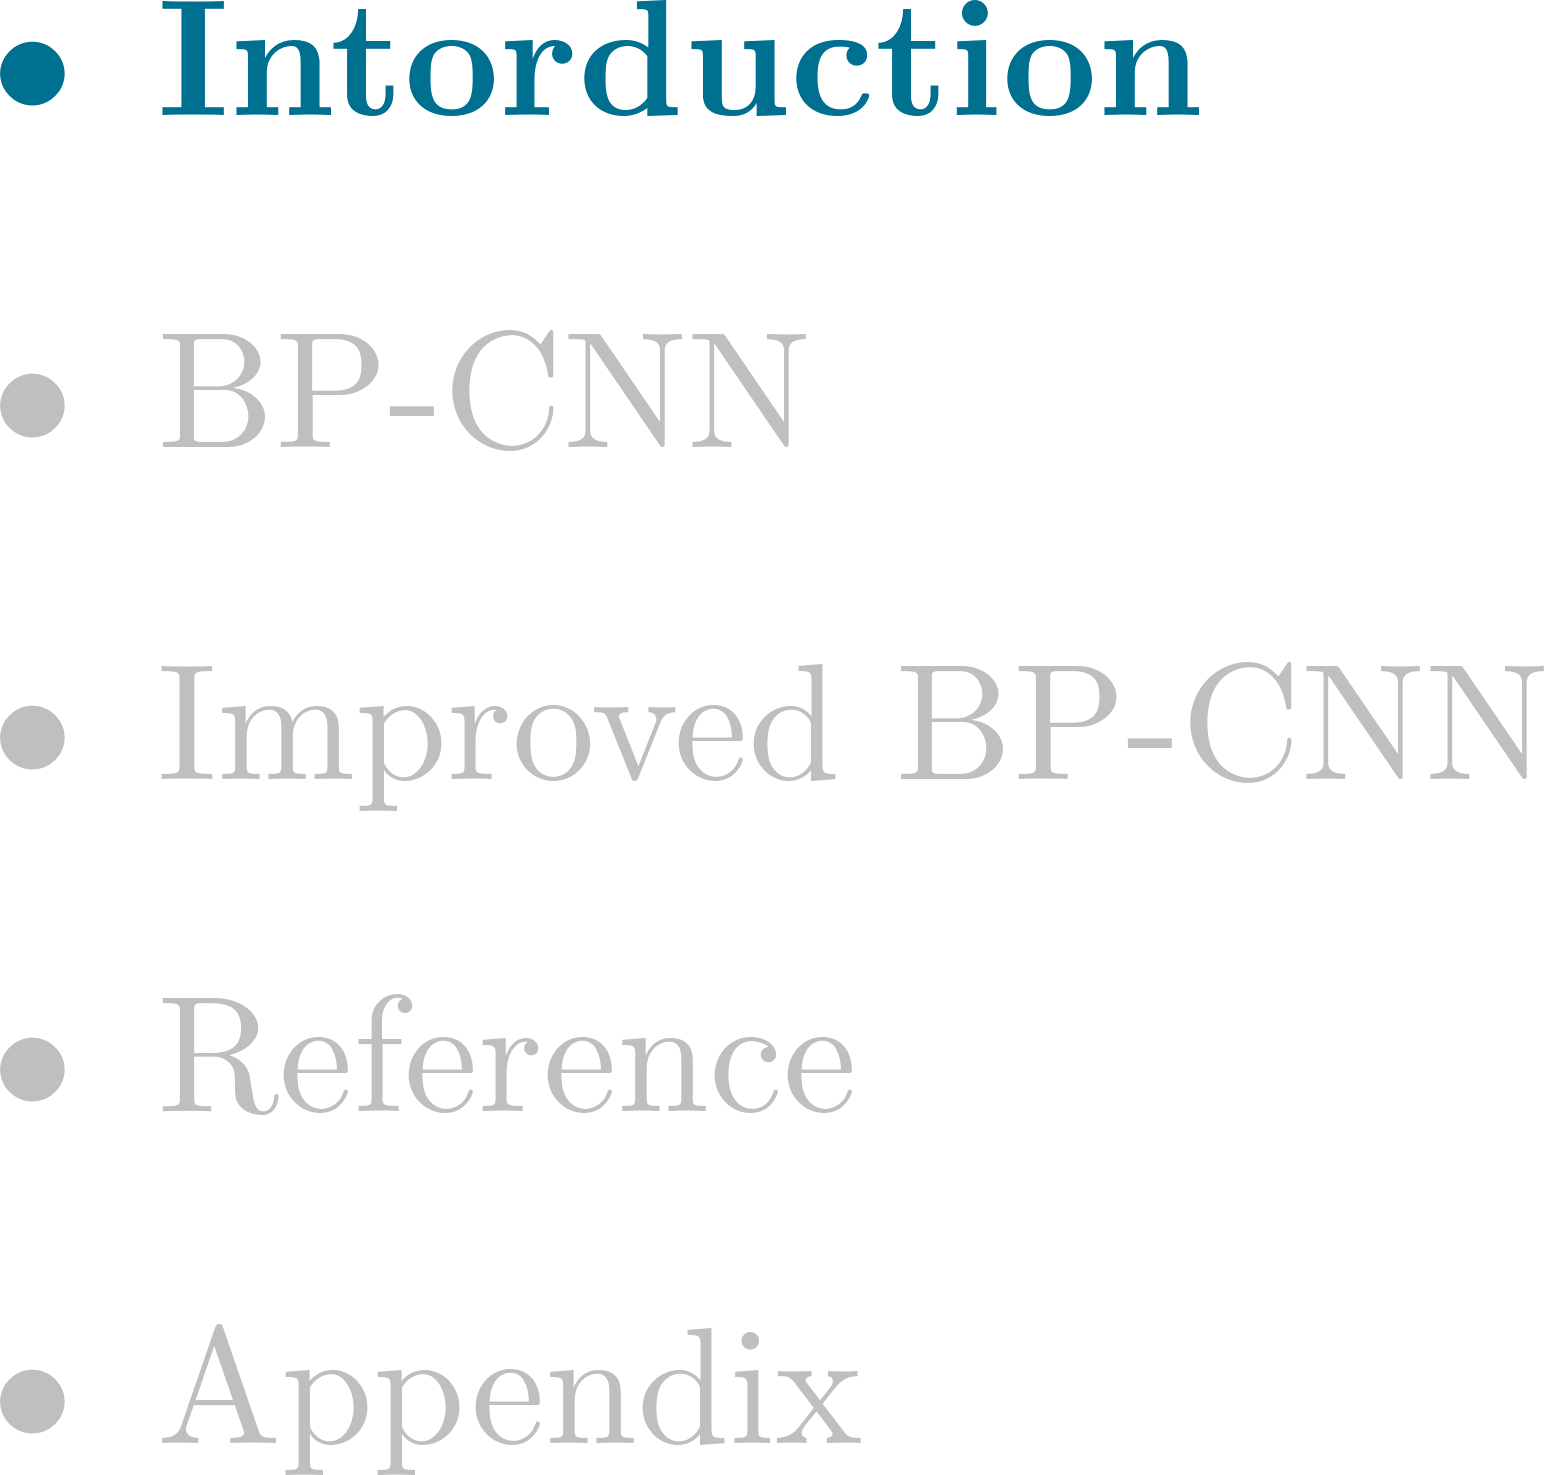 • Intorduction
• BP-CNN
• Improved BP-CNN
• Reference
• Appendix